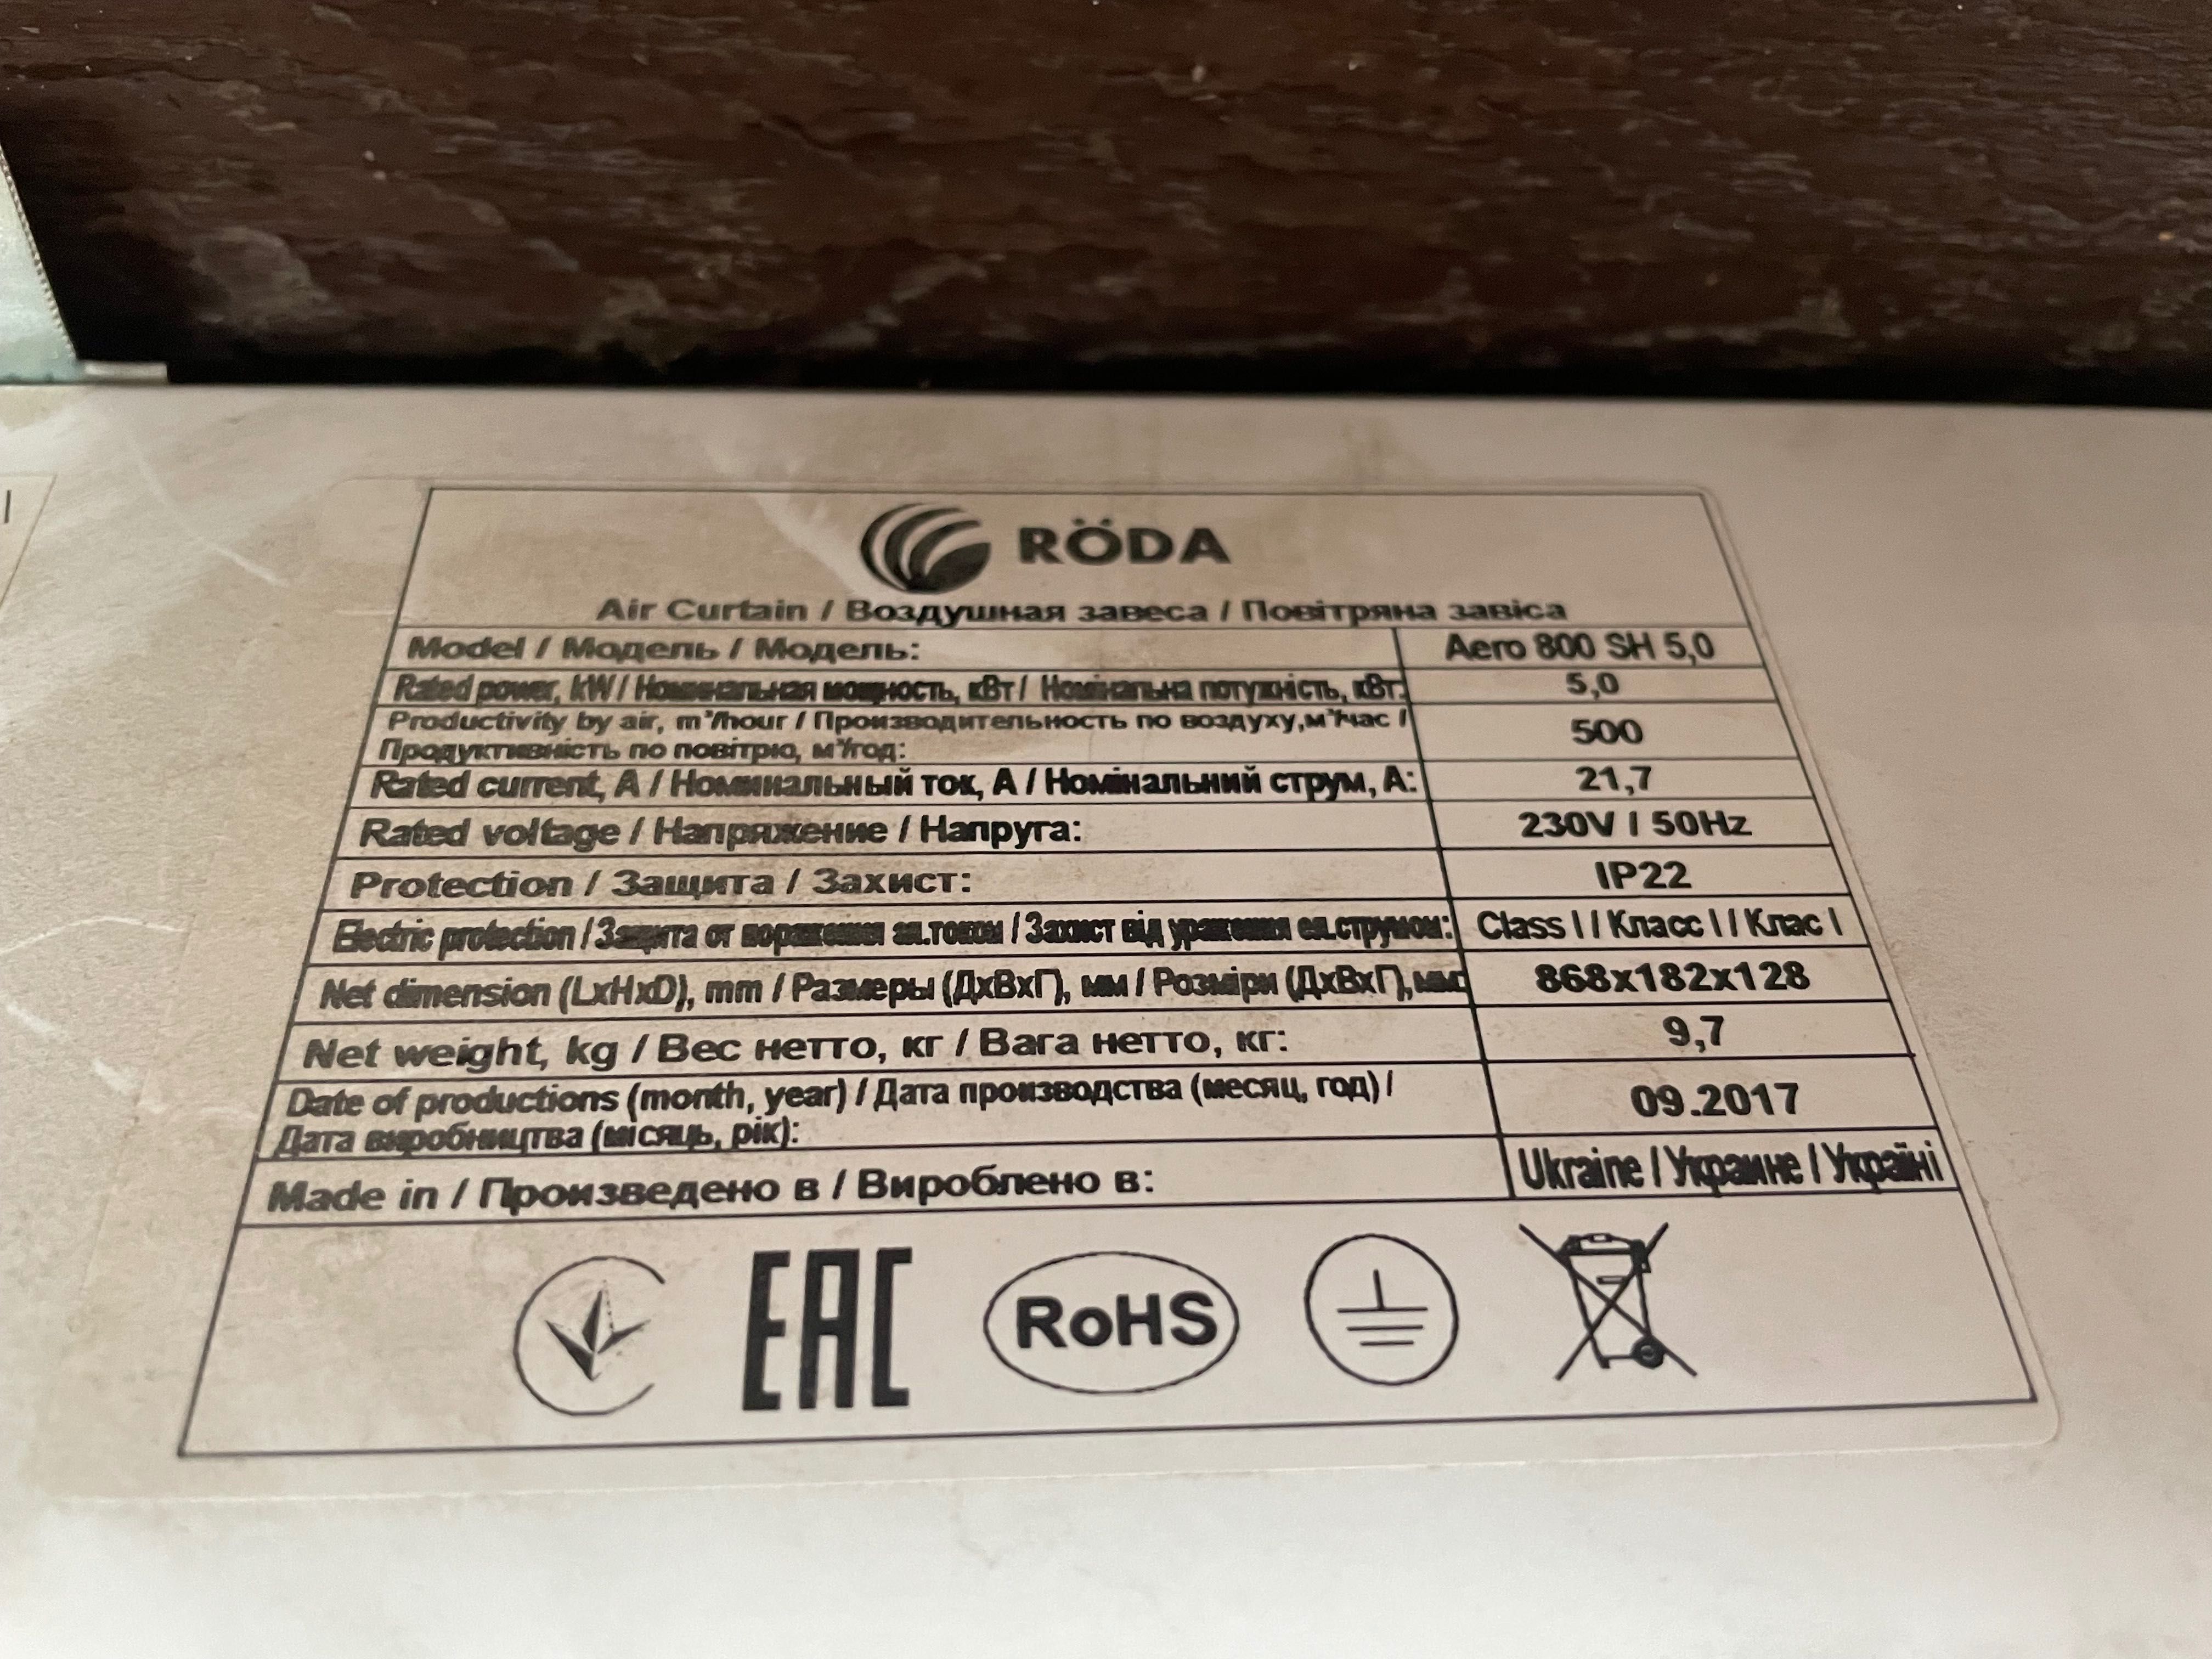 RÖDA
Air Curtain / Воздушная завеса / Повітряна завіса
Model / Модель / Модель: Aero 800 SH 5,0
Rated power, kW / Номинальная мощность, кВт / Номінальна потужність, кВт: 5,0
Productivity by air, m³/hour / Производительность по воздуху,м³/час /
Продуктивність по повітрю, м³/год: 500
Rated current, A / Номинальный ток, А / Номінальний струм, А: 21,7
Rated voltage / Напряжение / Напруга: 230V / 50Hz
Protection / Защита / Захист: IP22
Electric protection / Защита от поражения эл.током / Захист від ураження ел.струмом: Class I / Класс I / Клас I
Net dimension (LxHxD), mm / Размеры (ДхВхГ), мм / Розміри (ДхВхГ),мм: 868x182x128
Net weight, kg / Вес нетто, кг / Вага нетто, кг: 9,7
Date of productions (month, year) / Дата производства (месяц, год) /
Дата виробництва (місяць, рік): 09.2017
Made in / Произведено в / Вироблено в: Ukraine / Украине / Україні
EAC
RoHS